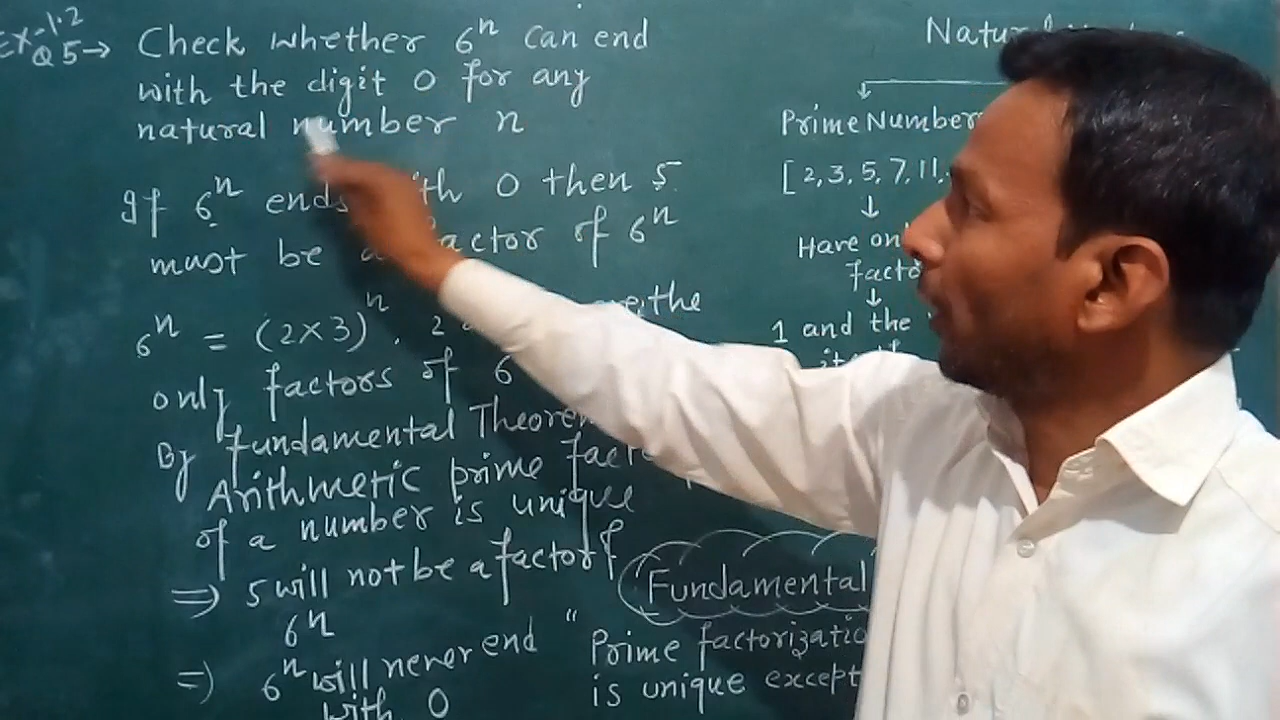 Ex-1.2
Q5→ Check whether 6ⁿ can end
with the digit 0 for any
natural number n
If 6ⁿ ends with 0 then 5
must be a factor of 6ⁿ
6ⁿ = (2×3)ⁿ. 2 the
only factors of 6
By Fundamental Theorem
Arithmetic prime
of a number is unique
⇒ 5 will not be a factor of
6ⁿ
⇒ 6ⁿ will never end
with 0
Prime Number
[2, 3, 5, 7, 11,
↓
Have
↓
1 and the
Fundamental
" Prime
is unique except